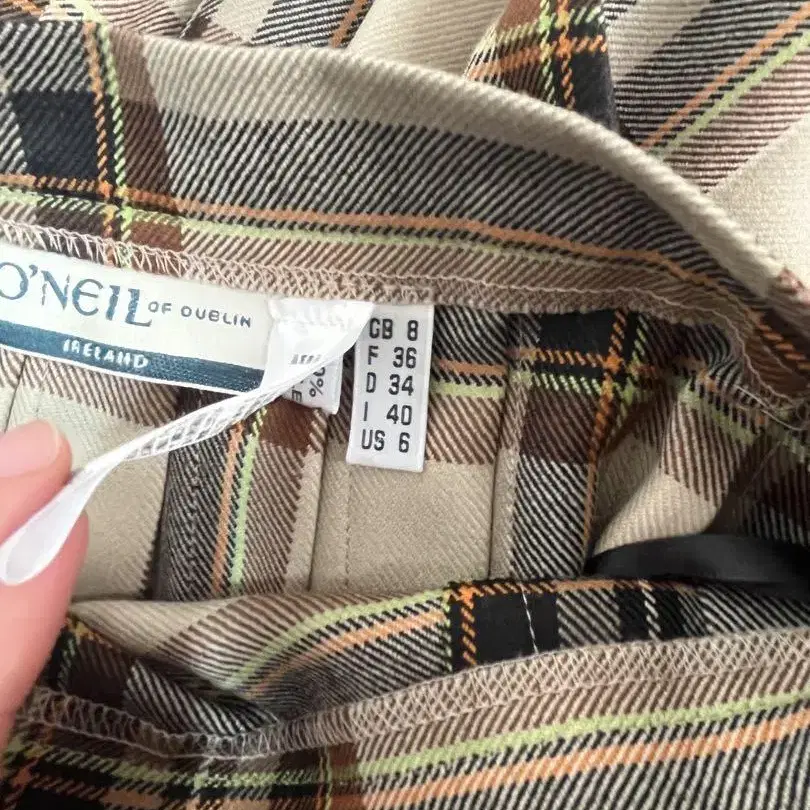 O'NEIL OF DUBLIN
IRELAND
GB 8
F 36
D 34
I 40
US 6